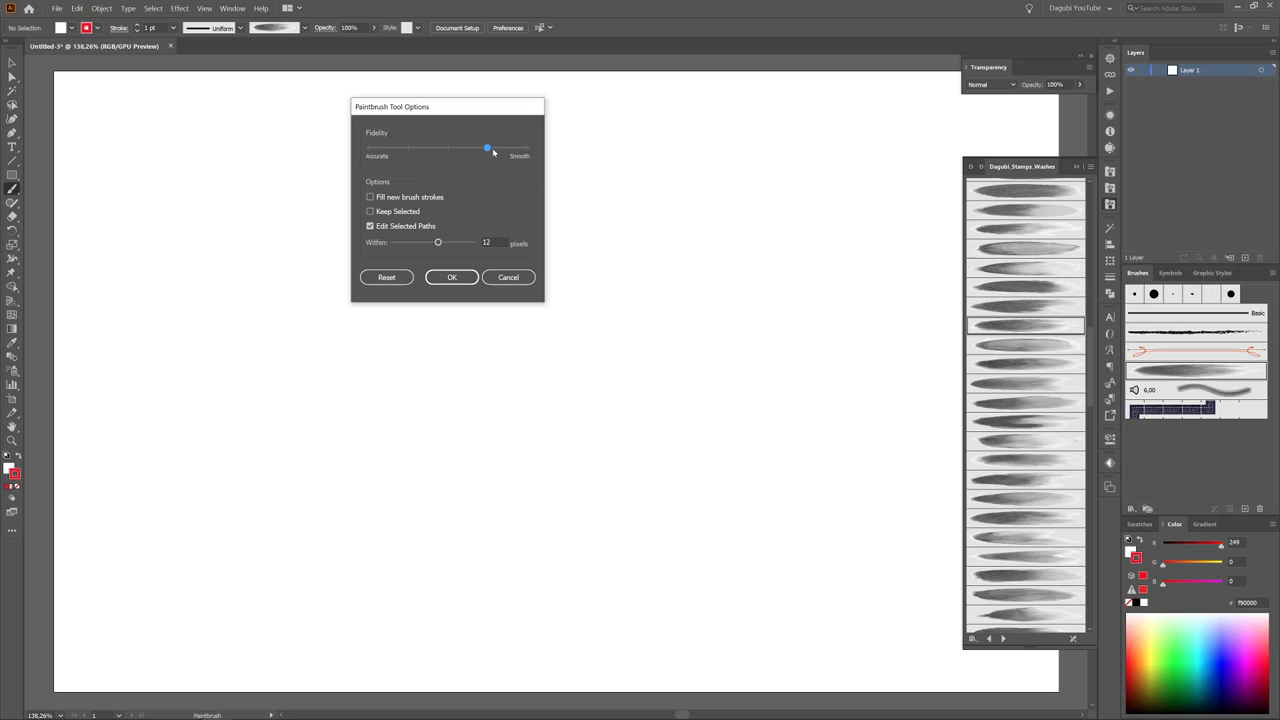 Ai File Edit Object Type Select Effect View Window Help
Dagubi YouTube
Search Adobe Stock
No Selection Stroke: 1 pt Uniform Opacity: 100% Style: Document Setup Preferences
Untitled-3* @ 138,26% (RGB/GPU Preview)
Paintbrush Tool Options
Fidelity
Accurate Smooth
Options
Fill new brush strokes
Keep Selected
Edit Selected Paths
Within: 12 pixels
Reset OK Cancel
Transparency
Normal Opacity: 100%
D D Dagubi_Stamps_Washes
Layers
Layer 1
1 Layer
Brushes Symbols Graphic Styles
Basic
6,00
Swatches Color Gradient
R 249
G 0
B 0
# f90000
138,26% 1 Paintbrush